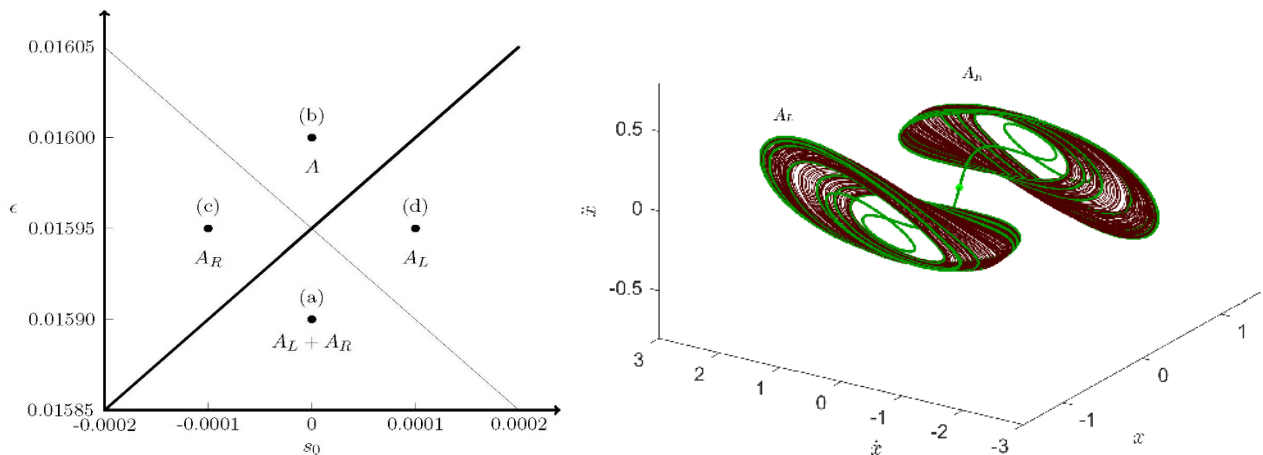 0.01605
(b)
0.01600
A
ϵ
(c)
(d)
0.01595
A_R
A_L
(a)
0.01590
A_L + A_R
0.01585
-0.0002
-0.0001
0
0.0001
0.0002
s_0
A_R
A_L
0.5
ẍ
0
-0.5
3
2
1
0
-1
-2
-3
ẋ
-1
0
1
x